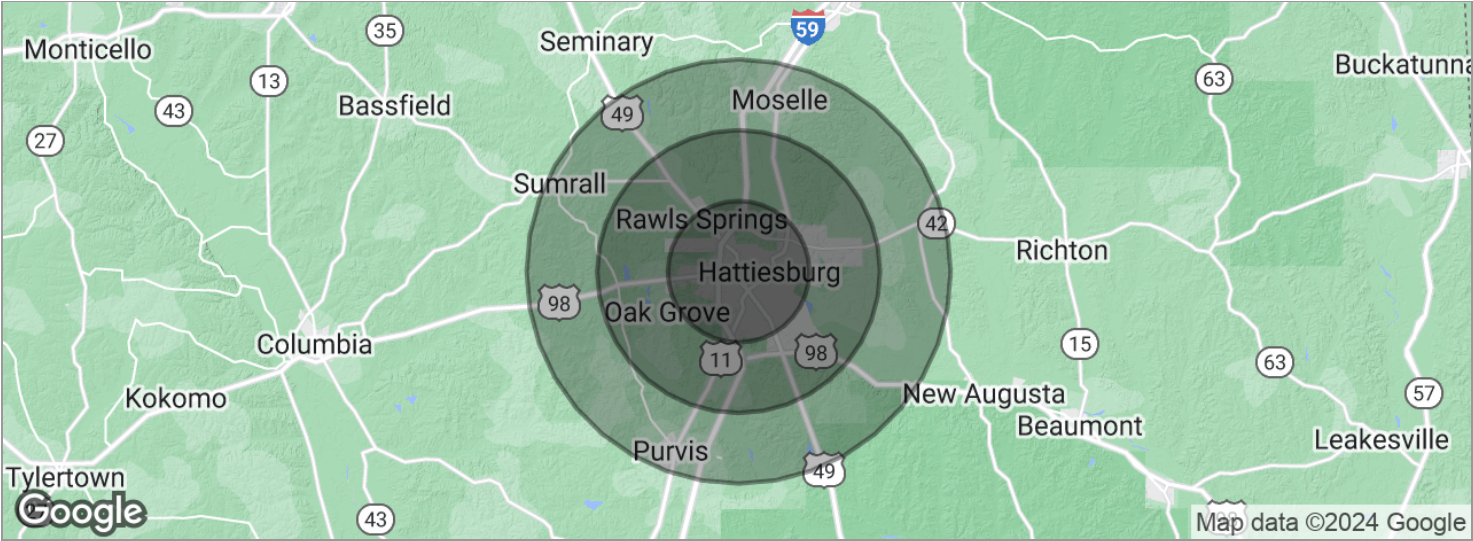 59
35
Seminary
Monticello
Buckatunna
63
13
Moselle
Bassfield
43
49
27
Sumrall
Rawls Springs
42
Richton
Hattiesburg
98
Oak Grove
Columbia
15
11
98
63
New Augusta
57
Kokomo
Beaumont
Leakesville
Purvis
49
Tylertown
Google
43
98
Map data ©2024 Google